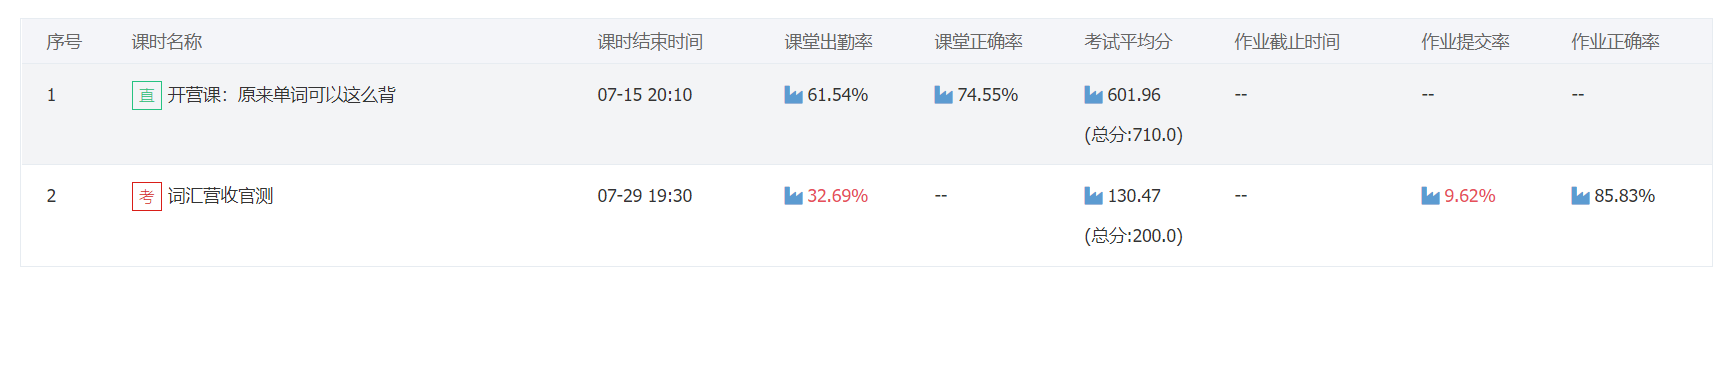 序号 课时名称 课时结束时间 课堂出勤率 课堂正确率 考试平均分 作业截止时间 作业提交率 作业正确率
1 直 开营课：原来单词可以这么背 07-15 20:10 61.54% 74.55% 601.96 -- -- --
(总分:710.0)
2 考 词汇营收官测 07-29 19:30 32.69% -- 130.47 -- 9.62% 85.83%
(总分:200.0)